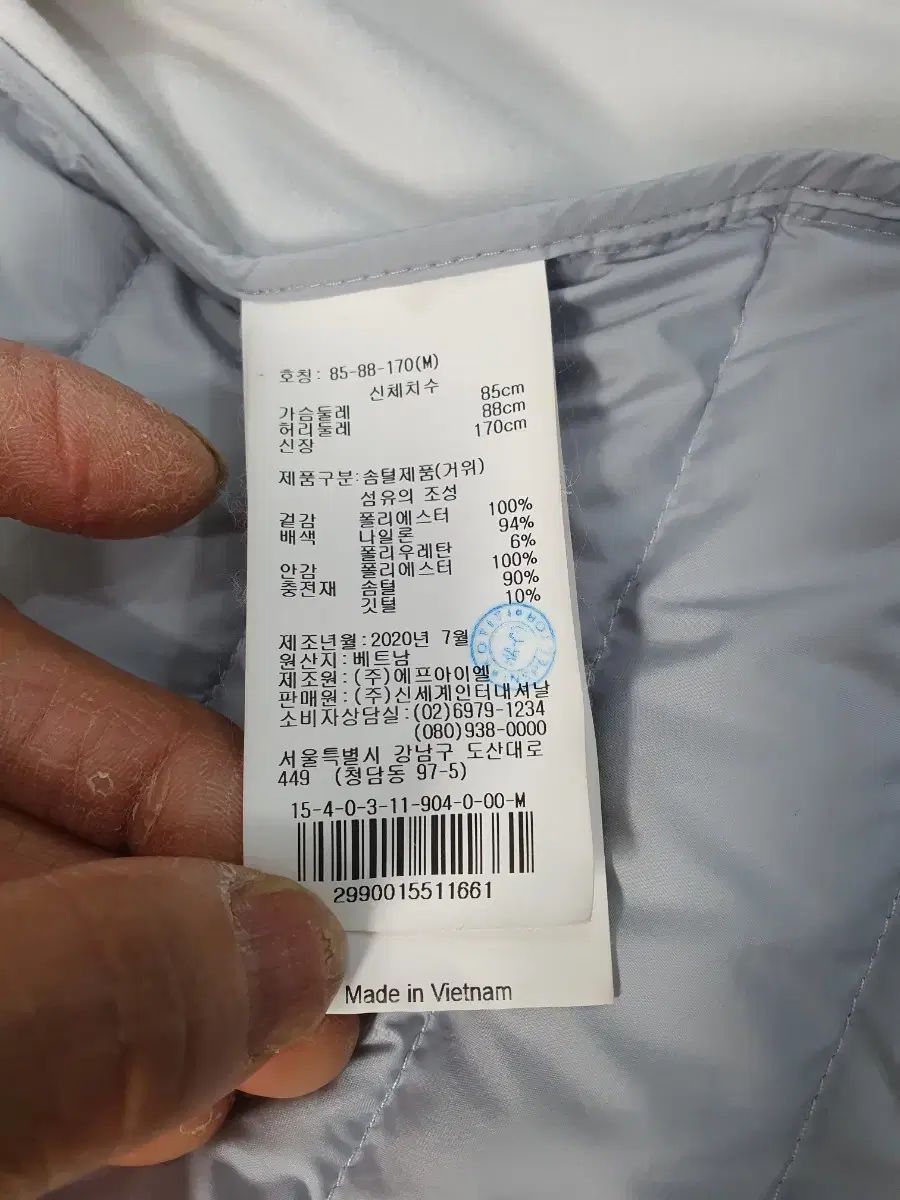 호칭: 85-88-170(M)
신체치수
가슴둘레 85cm
허리둘레 88cm
신장 170cm
제품구분:솜털제품(거위)
섬유의 조성
겉감 폴리에스터 100%
배색 나일론 94%
폴리우레탄 6%
안감 폴리에스터 100%
충전재 솜털 90%
깃털 10%
제조년월:2020년 7월
원산지:베트남
제조원:(주)에프아이엘
판매원:(주)신세계인터내셔날
소비자상담실:(02)6979-1234
(080)938-0000
서울특별시 강남구 도산대로
449 (청담동 97-5)
15-4-0-3-11-904-0-00-M
2990015511661
Made in Vietnam